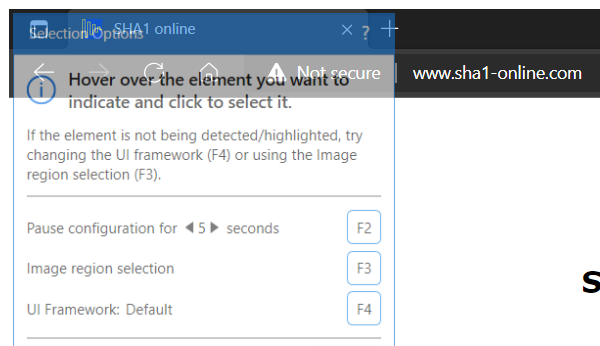 SHA1 online
Selection Options
?
Not secure
www.sha1-online.com
Hover over the element you want to
indicate and click to select it.
If the element is not being detected/highlighted, try
changing the UI framework (F4) or using the Image
region selection (F3).
Pause configuration for 5 seconds
F2
Image region selection
F3
UI Framework: Default
F4
S